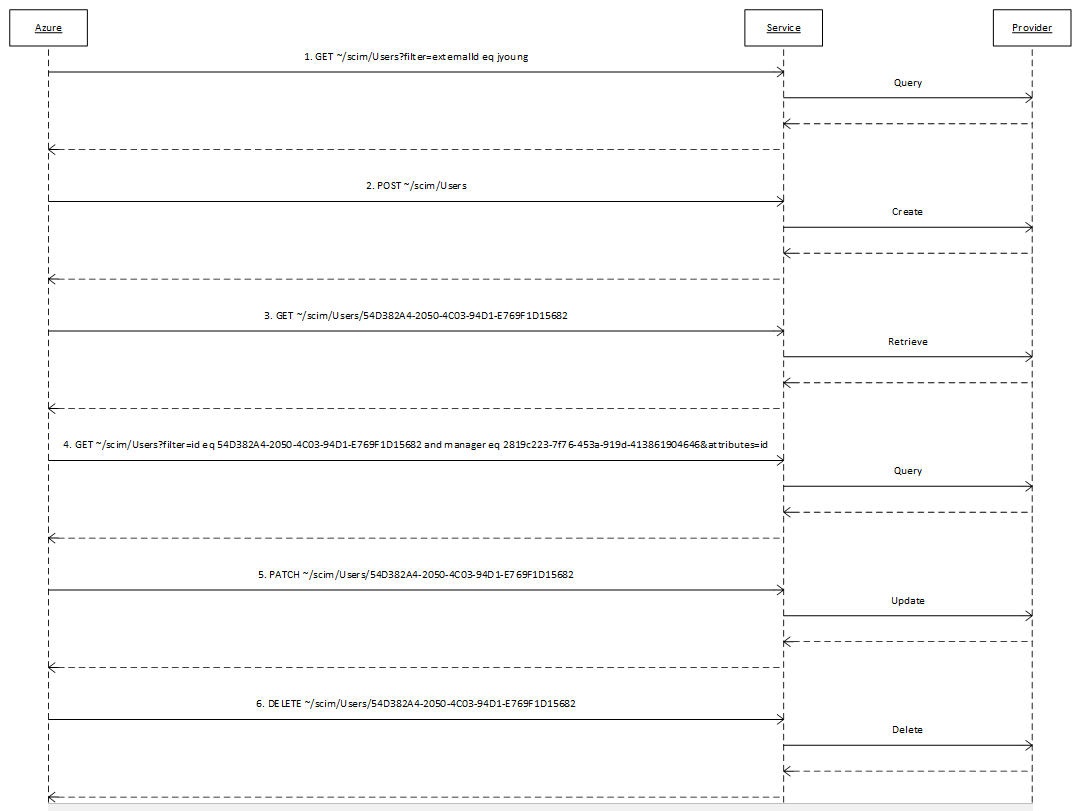 Azure
Service
Provider
1. GET ~/scim/Users?filter=externalId eq jyoung
Query
2. POST ~/scim/Users
Create
3. GET ~/scim/Users/54D382A4-2050-4C03-94D1-E769F1D15682
Retrieve
4. GET ~/scim/Users?filter=id eq 54D382A4-2050-4C03-94D1-E769F1D15682 and manager eq 2819c223-7f76-453a-919d-413861904646&attributes=id
Query
5. PATCH ~/scim/Users/54D382A4-2050-4C03-94D1-E769F1D15682
Update
6. DELETE ~/scim/Users/54D382A4-2050-4C03-94D1-E769F1D15682
Delete